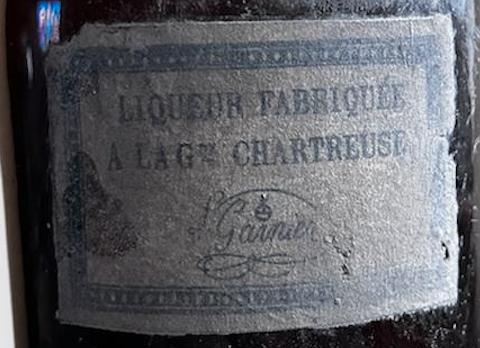 LIQUEUR FABRIQUÉE
A LA GDE CHARTREUSE
L. Garnier